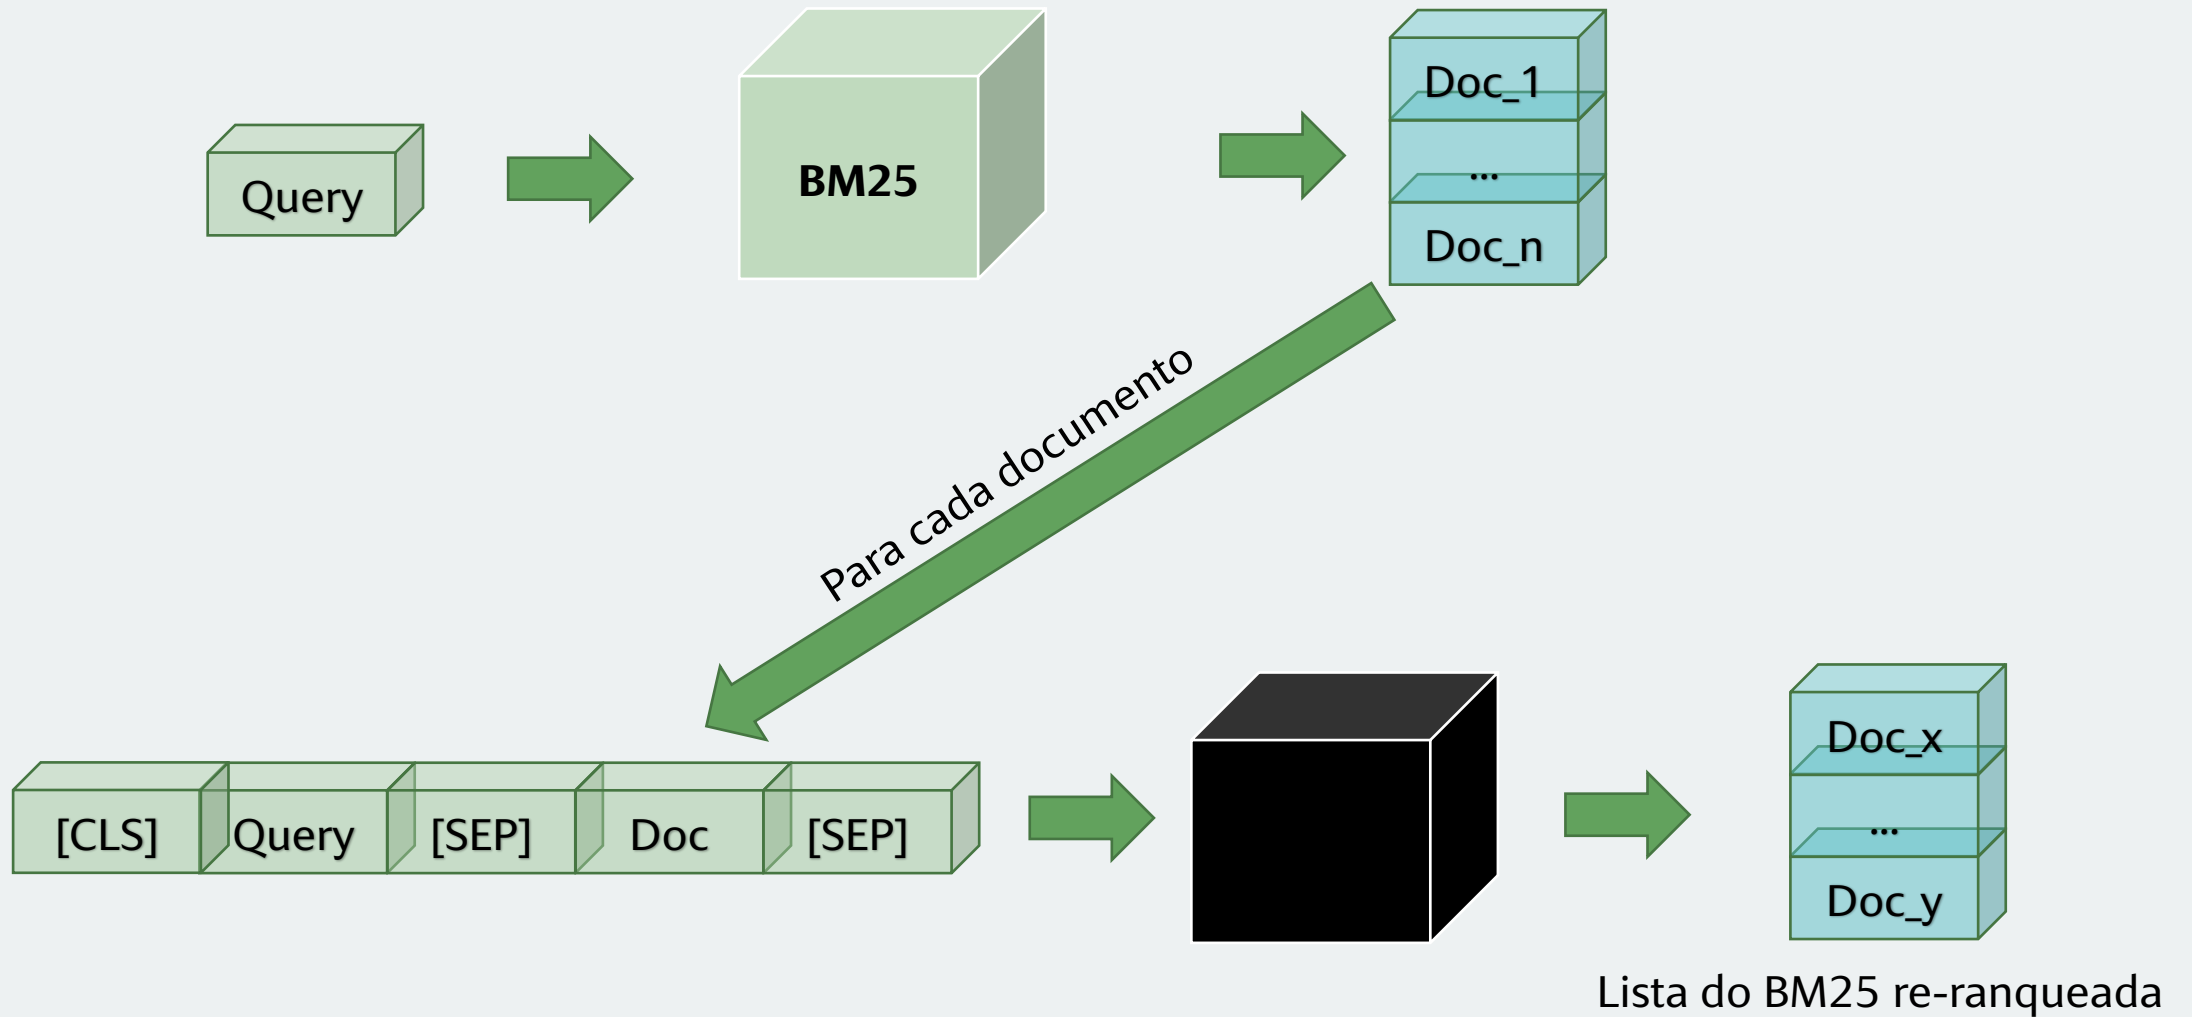 Query
BM25
Doc_1
...
Doc_n
Para cada documento
[CLS] Query [SEP] Doc [SEP]
Doc_x
...
Doc_y
Lista do BM25 re-ranqueada